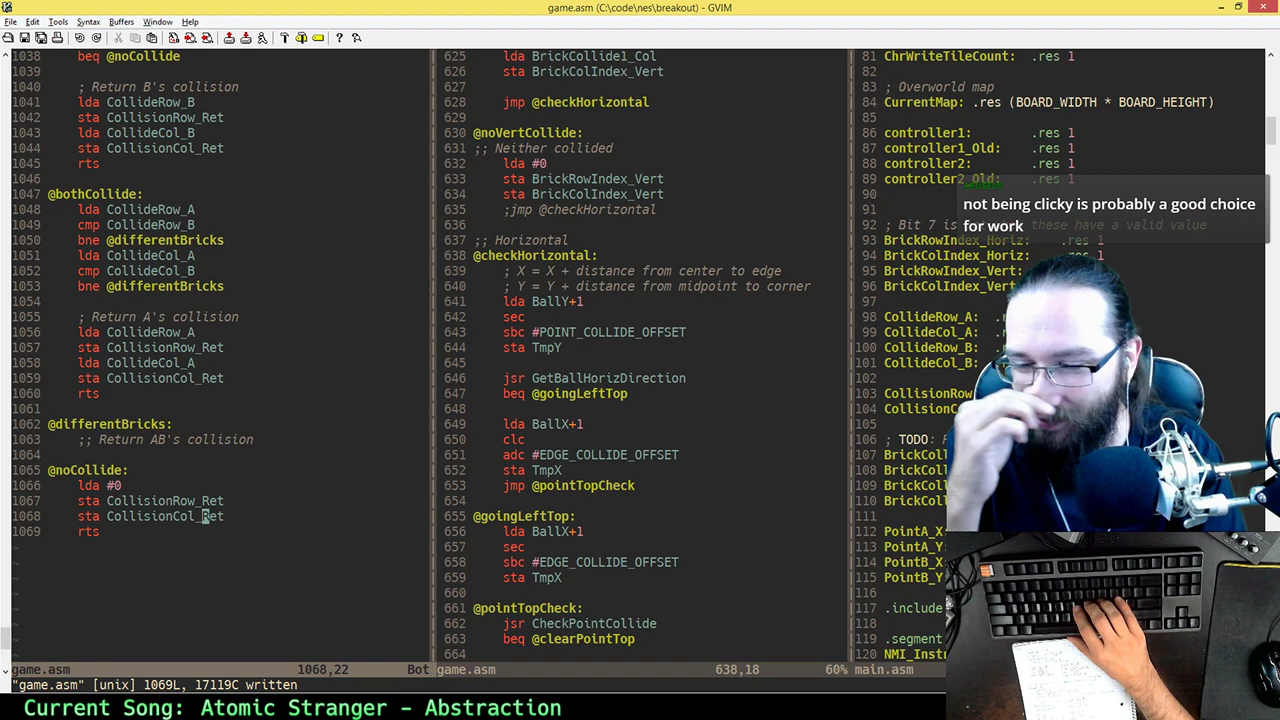 game.asm (C:\code\nes\breakout) - GVIM
File Edit Tools Syntax Buffers Window Help
1038 beq @noCollide
1039
1040 ; Return B's collision
1041 lda CollideRow_B
1042 sta CollisionRow_Ret
1043 lda CollideCol_B
1044 sta CollisionCol_Ret
1045 rts
1046
1047 @bothCollide:
1048 lda CollideRow_A
1049 cmp CollideRow_B
1050 bne @differentBricks
1051 lda CollideCol_A
1052 cmp CollideCol_B
1053 bne @differentBricks
1054
1055 ; Return A's collision
1056 lda CollideRow_A
1057 sta CollisionRow_Ret
1058 lda CollideCol_A
1059 sta CollisionCol_Ret
1060 rts
1061
1062 @differentBricks:
1063 ;; Return AB's collision
1064
1065 @noCollide:
1066 lda #0
1067 sta CollisionRow_Ret
1068 sta CollisionCol_Ret
1069 rts
~
~
~
~
~
~
~
~
game.asm 1068,22 Bot
625 lda BrickCollide1_Col
626 sta BrickColIndex_Vert
627
628 jmp @checkHorizontal
629
630 @noVertCollide:
631 ;; Neither collided
632 lda #0
633 sta BrickRowIndex_Vert
634 sta BrickColIndex_Vert
635 ;jmp @checkHorizontal
636
637 ;; Horizontal
638 @checkHorizontal:
639 ; X = X + distance from center to edge
640 ; Y = Y + distance from midpoint to corner
641 lda BallY+1
642 sec
643 sbc #POINT_COLLIDE_OFFSET
644 sta TmpY
645
646 jsr GetBallHorizDirection
647 beq @goingLeftTop
648
649 lda BallX+1
650 clc
651 adc #EDGE_COLLIDE_OFFSET
652 sta TmpX
653 jmp @pointTopCheck
654
655 @goingLeftTop:
656 lda BallX+1
657 sec
658 sbc #EDGE_COLLIDE_OFFSET
659 sta TmpX
660
661 @pointTopCheck:
662 jsr CheckPointCollide
663 beq @clearPointTop
664
game.asm 638,18 60%
81 ChrWriteTileCount: .res 1
82
83 ; Overworld map
84 CurrentMap: .res (BOARD_WIDTH * BOARD_HEIGHT)
85
86 controller1: .res 1
87 controller1_Old: .res 1
88 controller2: .res 1
89 controller2_Old: .res 1
90
91
92 ; Bit 7 is these have a valid value
93 BrickRowIndex_Horiz: .res 1
94 BrickColIndex_Horiz: .res 1
95 BrickRowIndex_Vert:
96 BrickColIndex_Vert
97
98 CollideRow_A:
99 CollideCol_A:
100 CollideRow_B:
101 CollideCol_B:
102
103 CollisionRow
104 Collision
105
106 ; TODO:
107 BrickCol
108 BrickCol
109 BrickCol
110 BrickCol
111
112 PointA_X
113 PointA_Y
114 PointB_X
115 PointB_Y
116
117 .include
118
119 .segment
120 NMI_Instr
main.asm
not being clicky is probably a good choice
for work
"game.asm" [unix] 1069L, 17119C written
Current Song: Atomic Stranger - Abstraction